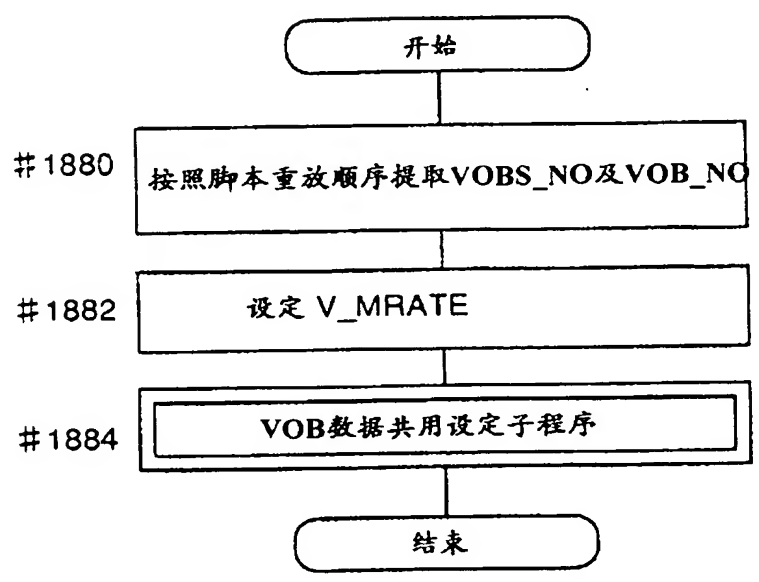 开始
#1880
按照脚本重放顺序提取VOBS_NO及VOB_NO
#1882
设定 V_MRATE
#1884
VOB数据共用设定子程序
结束